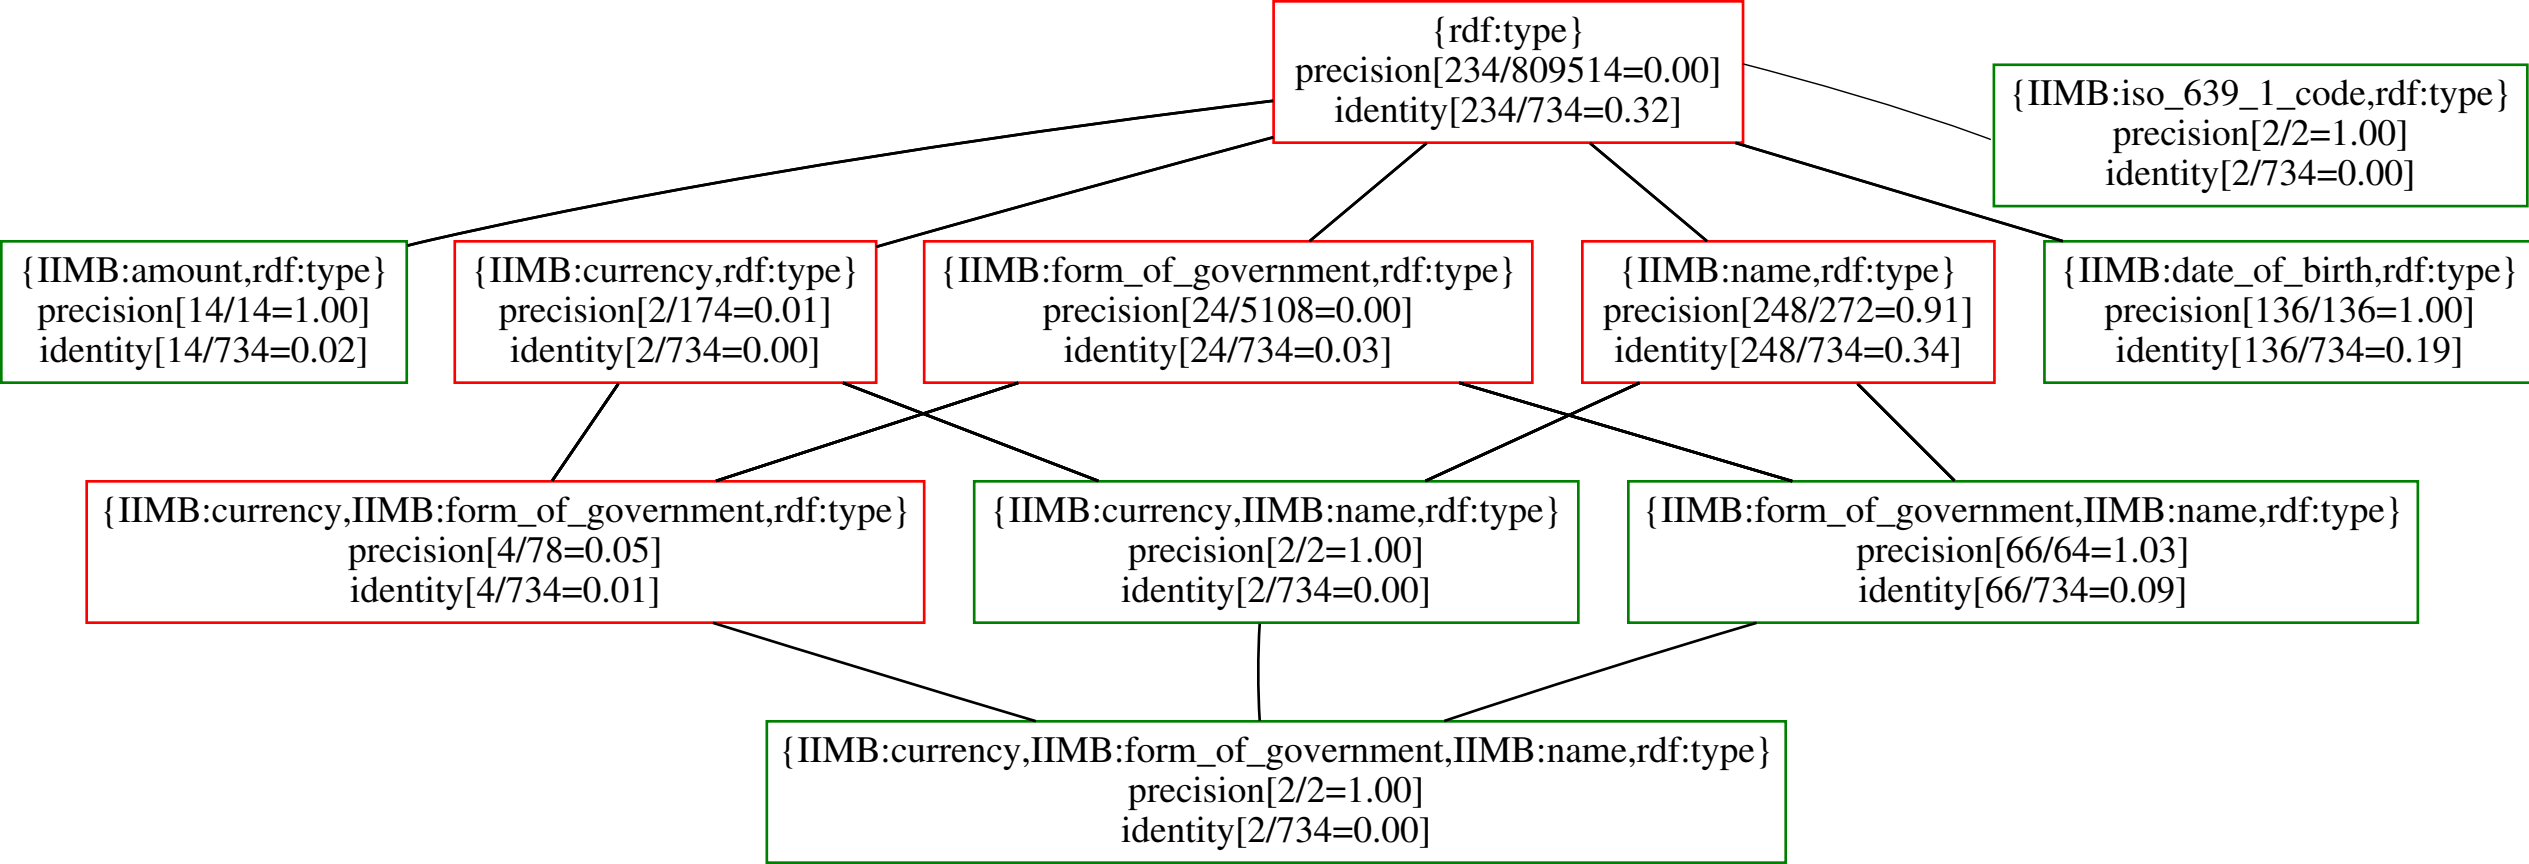 {rdf:type}
precision[234/809514=0.00]
identity[234/734=0.32]
{IIMB:iso_639_1_code,rdf:type}
precision[2/2=1.00]
identity[2/734=0.00]
{IIMB:amount,rdf:type}
precision[14/14=1.00]
identity[14/734=0.02]
{IIMB:currency,rdf:type}
precision[2/174=0.01]
identity[2/734=0.00]
{IIMB:form_of_government,rdf:type}
precision[24/5108=0.00]
identity[24/734=0.03]
{IIMB:name,rdf:type}
precision[248/272=0.91]
identity[248/734=0.34]
{IIMB:date_of_birth,rdf:type}
precision[136/136=1.00]
identity[136/734=0.19]
{IIMB:currency,IIMB:form_of_government,rdf:type}
precision[4/78=0.05]
identity[4/734=0.01]
{IIMB:currency,IIMB:name,rdf:type}
precision[2/2=1.00]
identity[2/734=0.00]
{IIMB:form_of_government,IIMB:name,rdf:type}
precision[66/64=1.03]
identity[66/734=0.09]
{IIMB:currency,IIMB:form_of_government,IIMB:name,rdf:type}
precision[2/2=1.00]
identity[2/734=0.00]